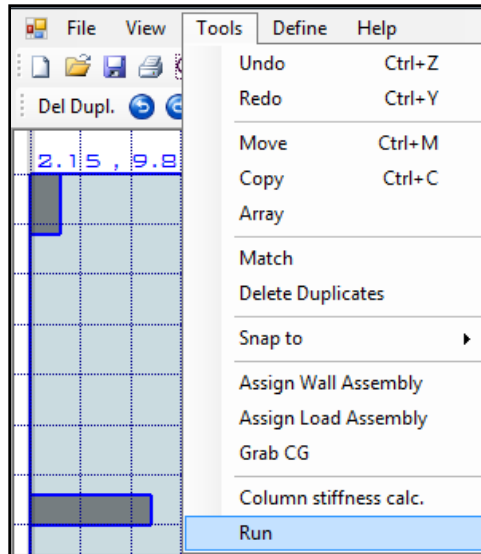 File View Tools Define Help
Undo Ctrl+Z
Redo Ctrl+Y
Del Dupl.
Move Ctrl+M
2.15 , 9.8
Copy Ctrl+C
Array
Match
Delete Duplicates
Snap to
Assign Wall Assembly
Assign Load Assembly
Grab CG
Column stiffness calc.
Run